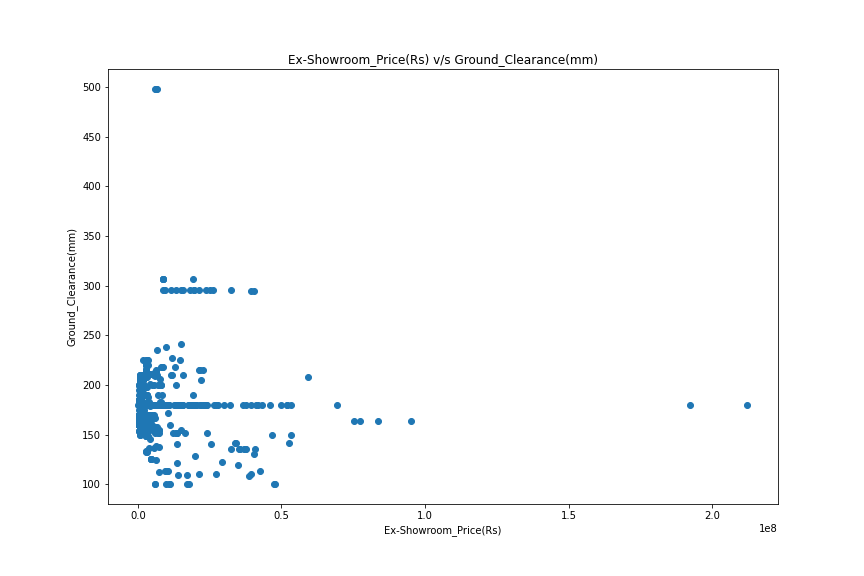 Ex-Showroom_Price(Rs) v/s Ground_Clearance(mm)
500
450
400
350
300
250
200
150
100
Ground_Clearance(mm)
0.0 0.5 1.0 1.5 2.0
1e8
Ex-Showroom_Price(Rs)